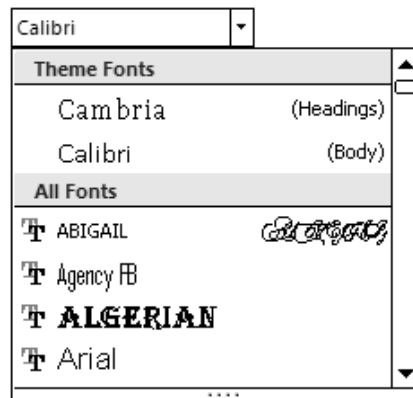 Calibri
Theme Fonts
Cambria (Headings)
Calibri (Body)
All Fonts
ABIGAIL
Agency FB
ALGERIAN
Arial